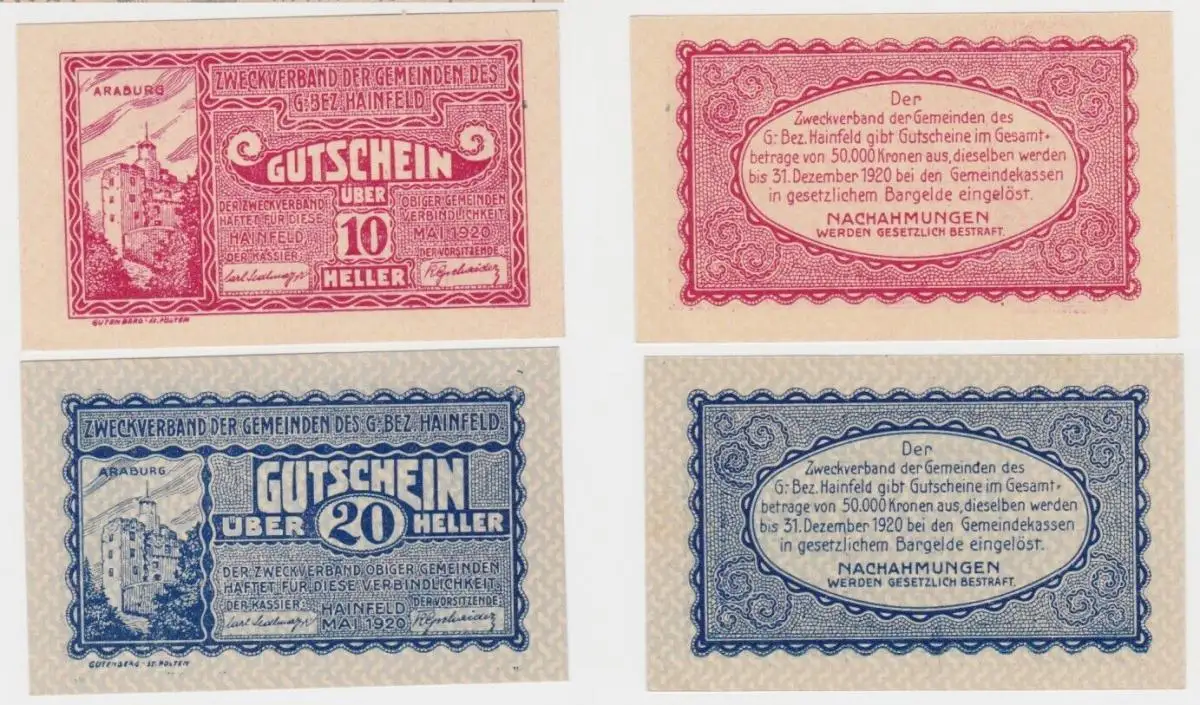 ARABURG
ZWECKVERBAND DER GEMEINDEN DES
G. BEZ. HAINFELD
GUTSCHEIN
ÜBER
10
HELLER
DER ZWECKVERBAND
HAFTET FÜR DIESE
HAINFELD,
DER KASSIER:
OBIGER GEMEINDEN
VERBINDLICHKEIT.
MAI 1920
DER VORSITZENDE:
GUTENBERG - ST. PÖLTEN
Der
Zweckverband der Gemeinden des
G.- Bez. Hainfeld gibt Gutscheine im Gesamt-
betrage von 50.000 Kronen aus, dieselben werden
bis 31. Dezember 1920 bei den Gemeindekassen
in gesetzlichem Bargelde eingelöst.
NACHAHMUNGEN
WERDEN GESETZLICH BESTRAFT.
ZWECKVERBAND DER GEMEINDEN DES G. BEZ. HAINFELD.
ARABURG
GUTSCHEIN
ÜBER 20 HELLER
DER ZWECKVERBAND OBIGER GEMEINDEN
HAFTET FÜR DIESE VERBINDLICHKEIT.
DER KASSIER:
HAINFELD
MAI 1920
DER VORSITZENDE:
GUTENBERG - ST. PÖLTEN
Der
Zweckverband der Gemeinden des
G.- Bez. Hainfeld gibt Gutscheine im Gesamt-
betrage von 50.000 Kronen aus, dieselben werden
bis 31. Dezember 1920 bei den Gemeindekassen
in gesetzlichem Bargelde eingelöst.
NACHAHMUNGEN
WERDEN GESETZLICH BESTRAFT.